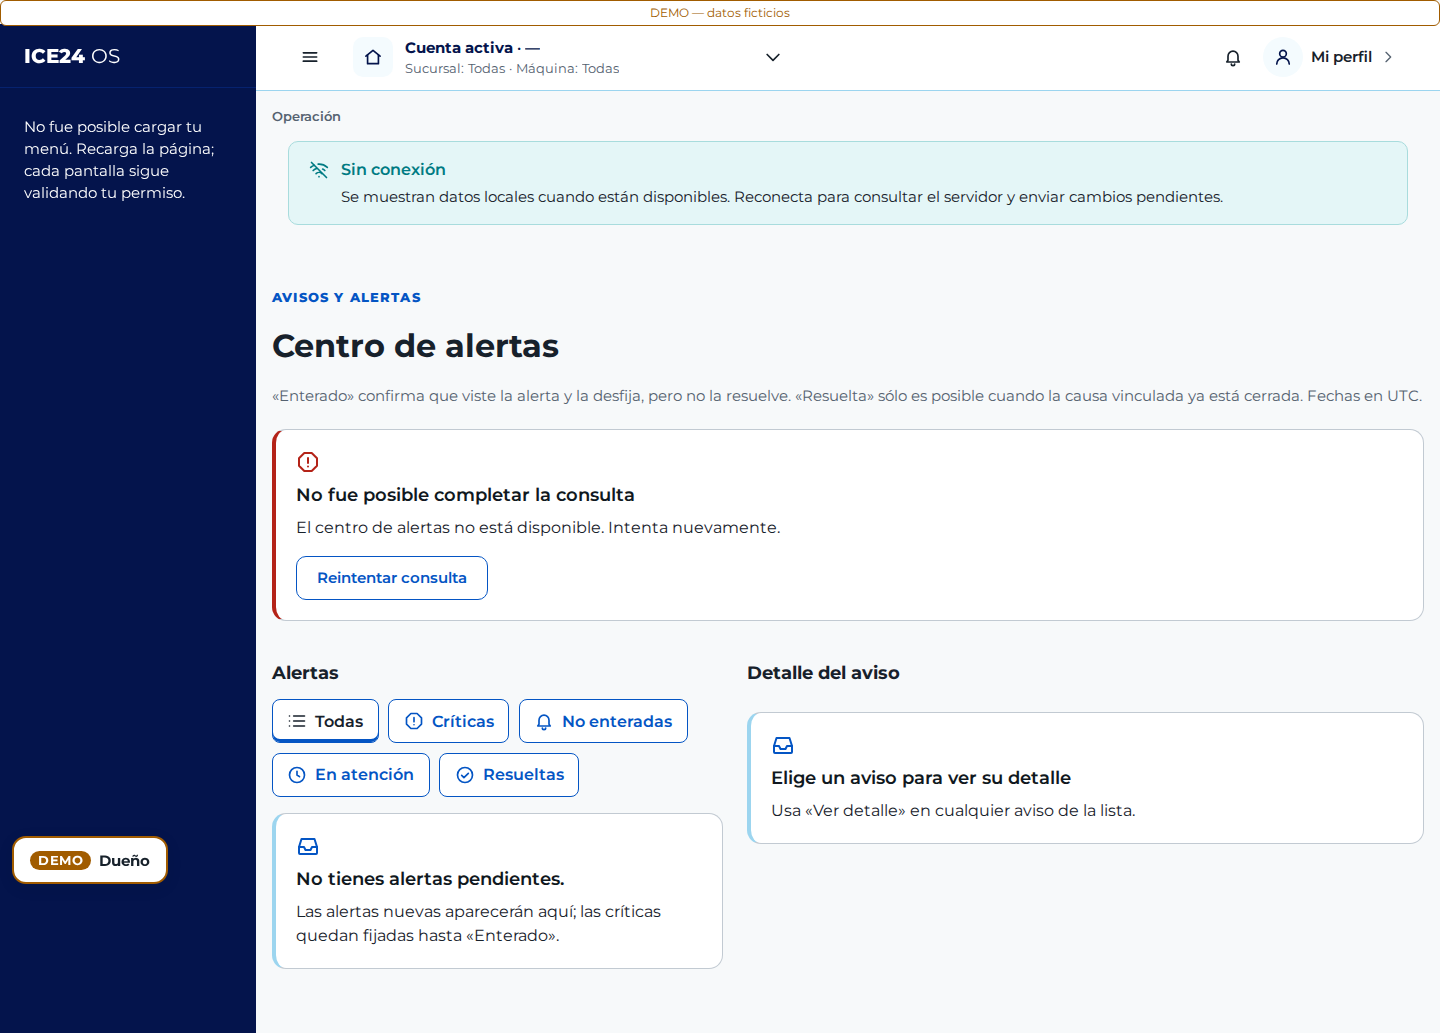 DEMO — datos ficticios
ICE24 OS
No fue posible cargar tu
menú. Recarga la página;
cada pantalla sigue
validando tu permiso.
DEMO Dueño
Cuenta activa · —
Sucursal: Todas · Máquina: Todas
Mi perfil
Operación
Sin conexión
Se muestran datos locales cuando están disponibles. Reconecta para consultar el servidor y enviar cambios pendientes.
AVISOS Y ALERTAS
Centro de alertas
«Enterado» confirma que viste la alerta y la desfija, pero no la resuelve. «Resuelta» sólo es posible cuando la causa vinculada ya está cerrada. Fechas en UTC.
No fue posible completar la consulta
El centro de alertas no está disponible. Intenta nuevamente.
Reintentar consulta
Alertas
Todas
Críticas
No enteradas
En atención
Resueltas
No tienes alertas pendientes.
Las alertas nuevas aparecerán aquí; las críticas
quedan fijadas hasta «Enterado».
Detalle del aviso
Elige un aviso para ver su detalle
Usa «Ver detalle» en cualquier aviso de la lista.